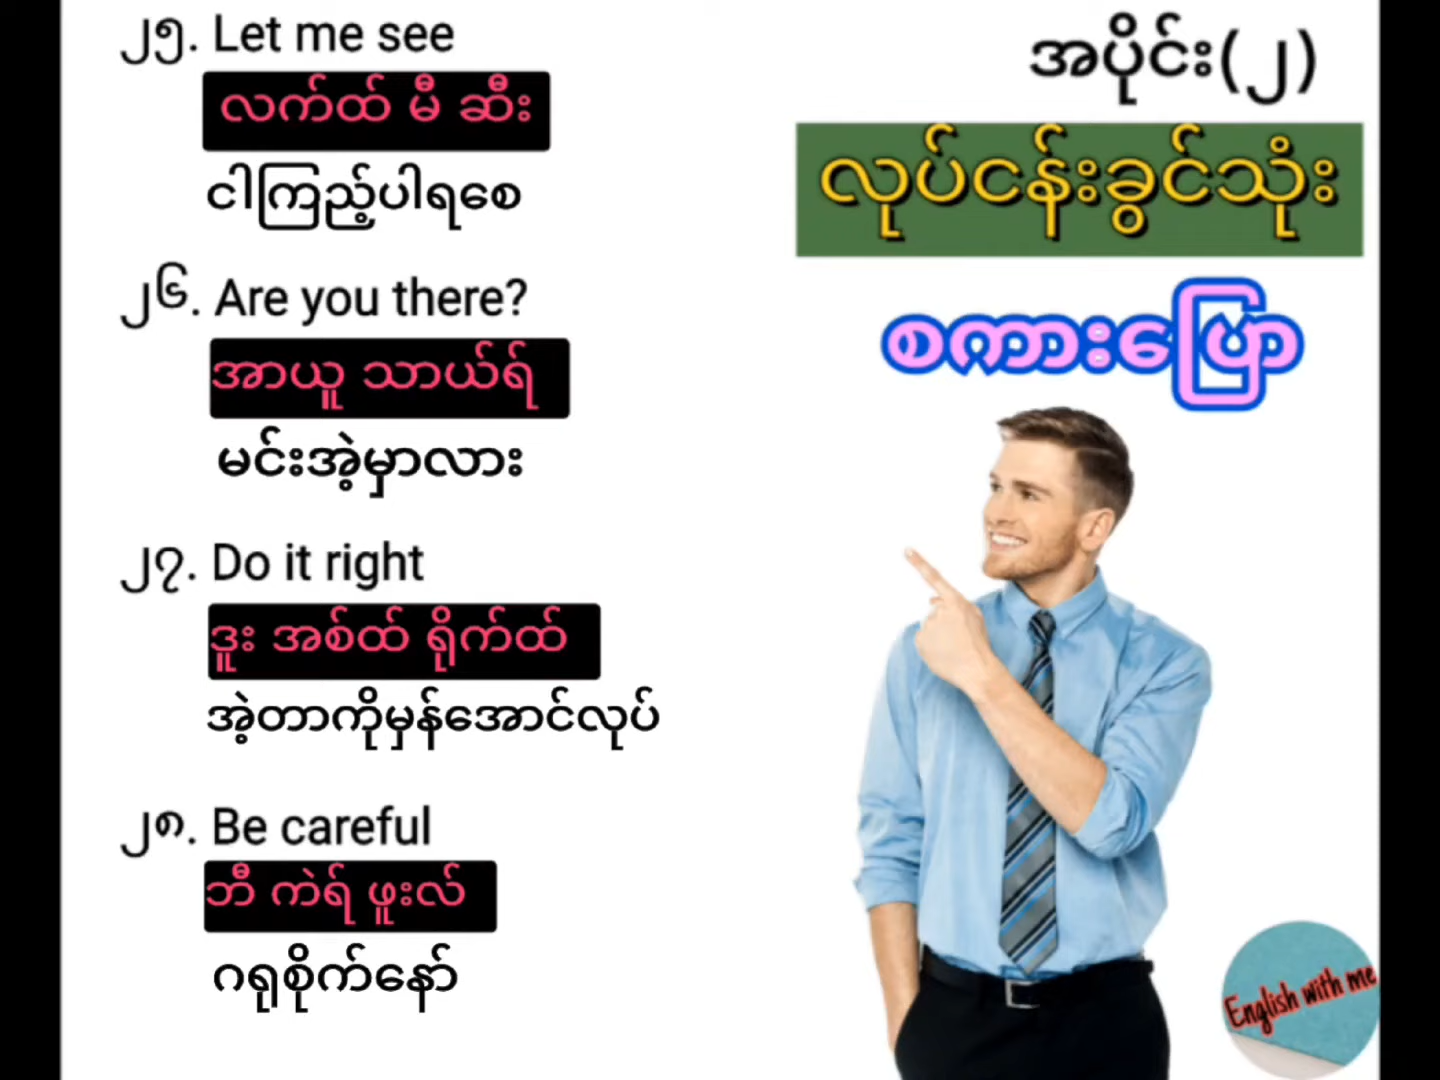 ၂၅. Let me see
လက်ထ် မီ ဆီး
ငါကြည့်ပါရစေ
၂၆. Are you there?
အာယူ သာယ်ရ်
မင်းအဲ့မှာလား
၂၇. Do it right
ဒူး အစ်ထ် ရိုက်ထ်
အဲ့တာကိုမှန်အောင်လုပ်
၂၈. Be careful
ဘီ ကဲရ် ဖူးလ်
ဂရုစိုက်နော်
အပိုင်း(၂)
လုပ်ငန်းခွင်သုံး
စကားပြော
English with me